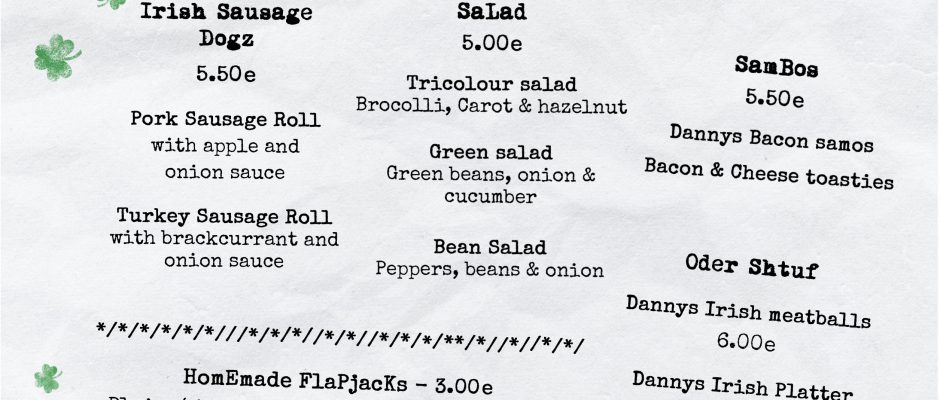 Irish Sausage
Dogz
5.50e
Pork Sausage Roll
with apple and
onion sauce
Turkey Sausage Roll
with brackcurrant and
onion sauce
SaLad
5.00e
Tricolour salad
Brocolli, Carot & hazelnut
Green salad
Green beans, onion &
cucumber
Bean Salad
Peppers, beans & onion
*/*/*/*/*/*///*/*/*//*/*//*/*/*/**/*//*//*/*/
HomEmade FlaPjacKs - 3.00e
SamBos
5.50e
Dannys Bacon samos
Bacon & Cheese toasties
Oder Shtuf
Dannys Irish meatballs
6.00e
Dannys Irish Platter